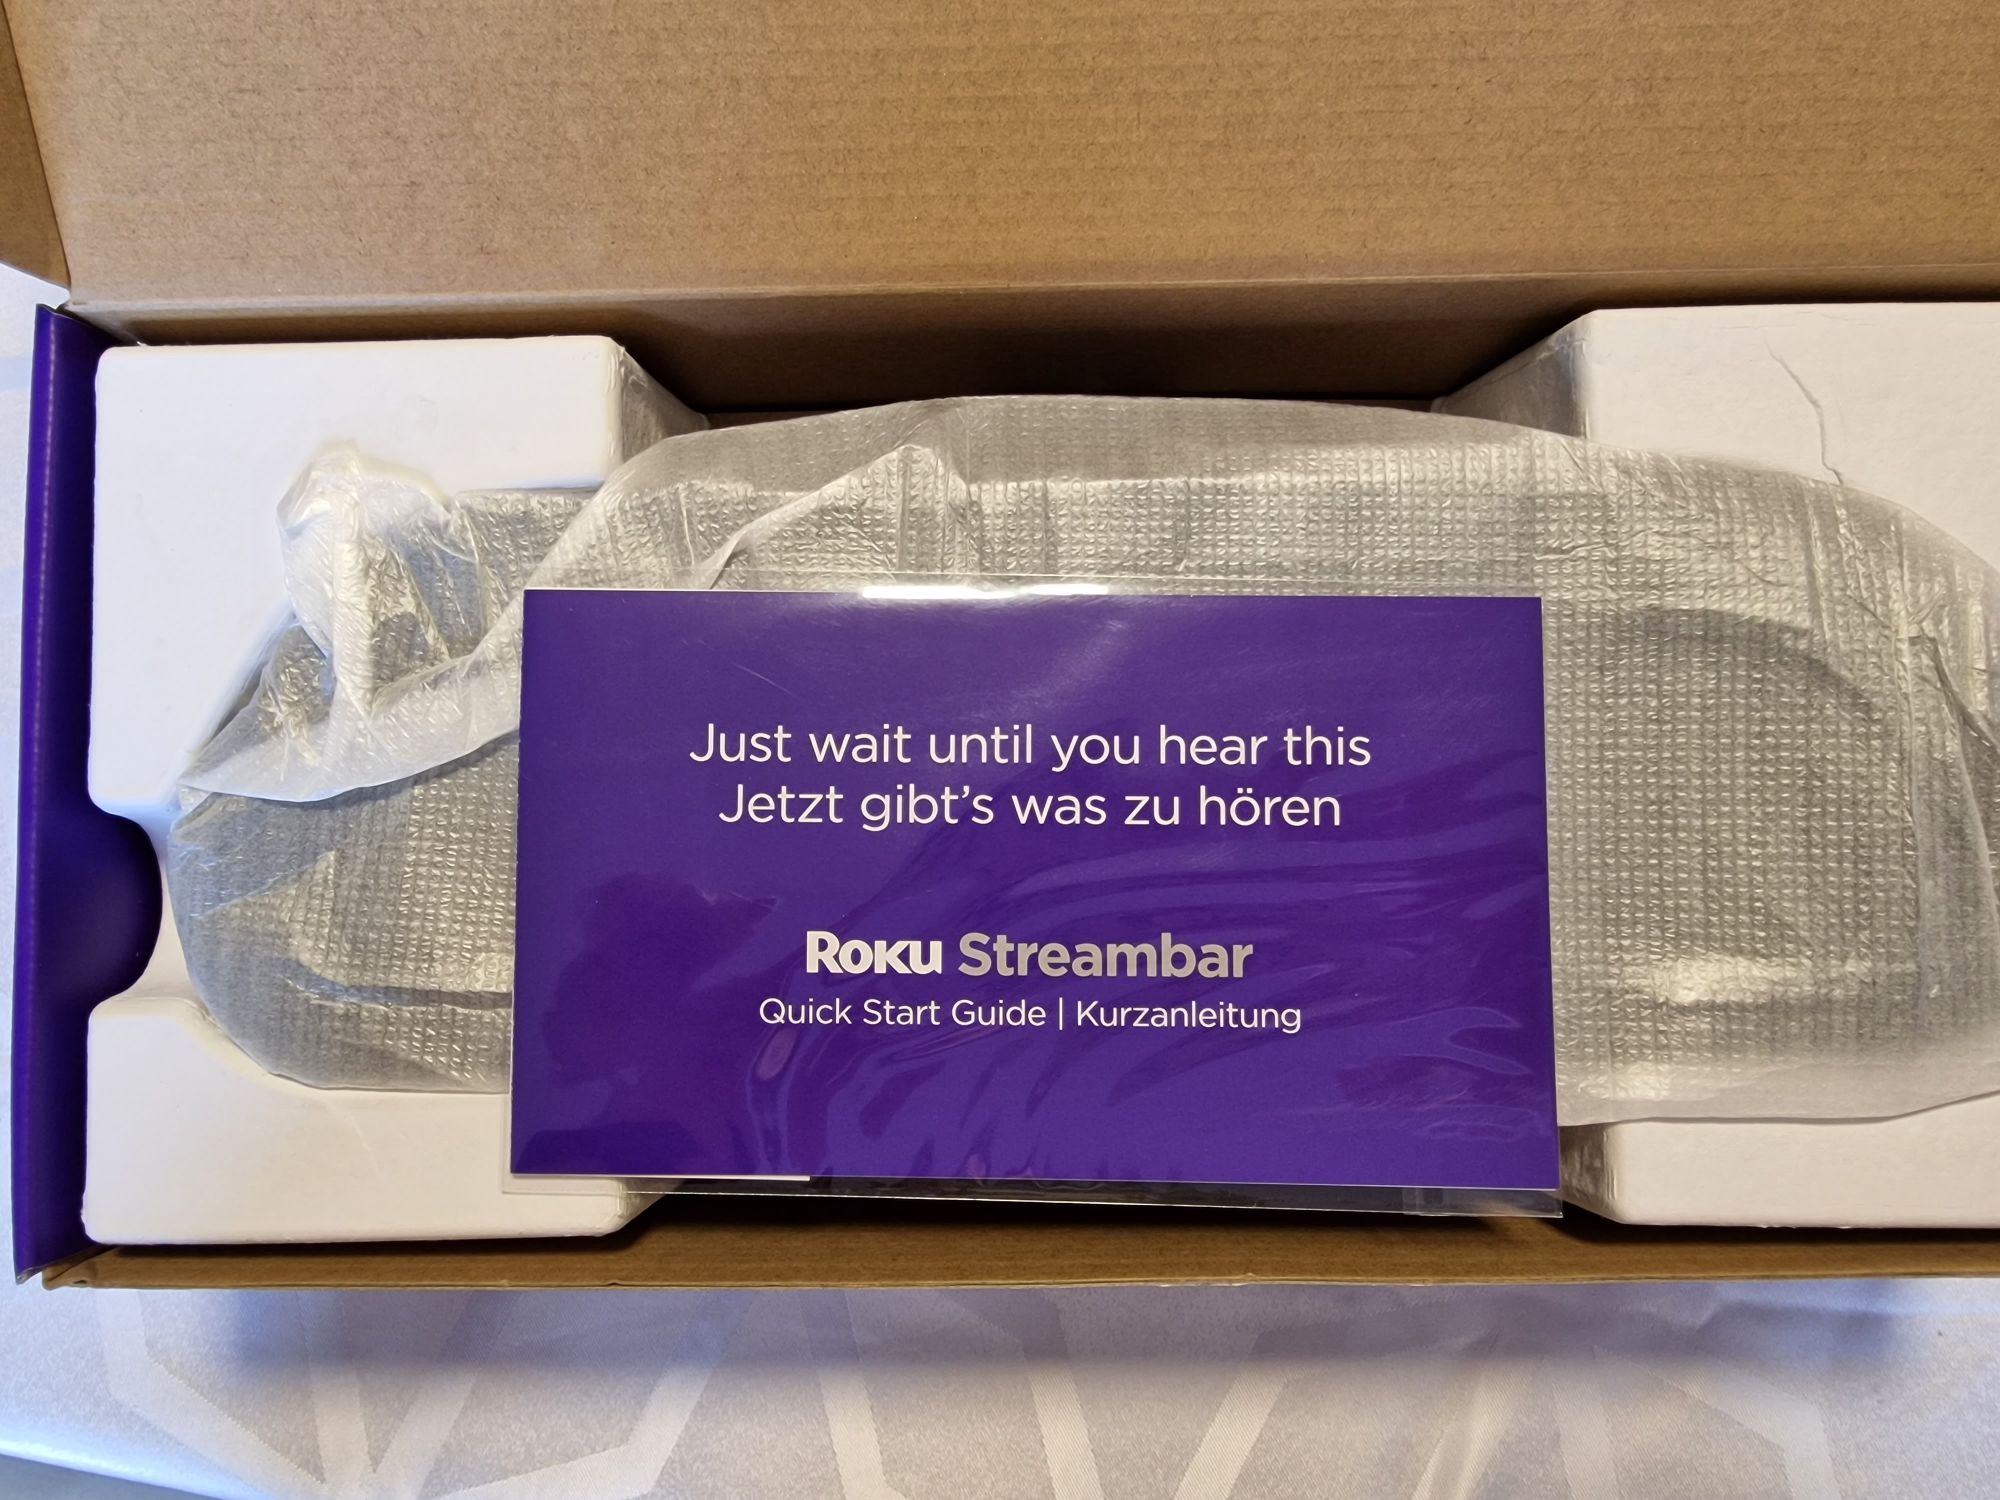 Just wait until you hear this
Jetzt gibt's was zu hören
Roku Streambar
Quick Start Guide | Kurzanleitung